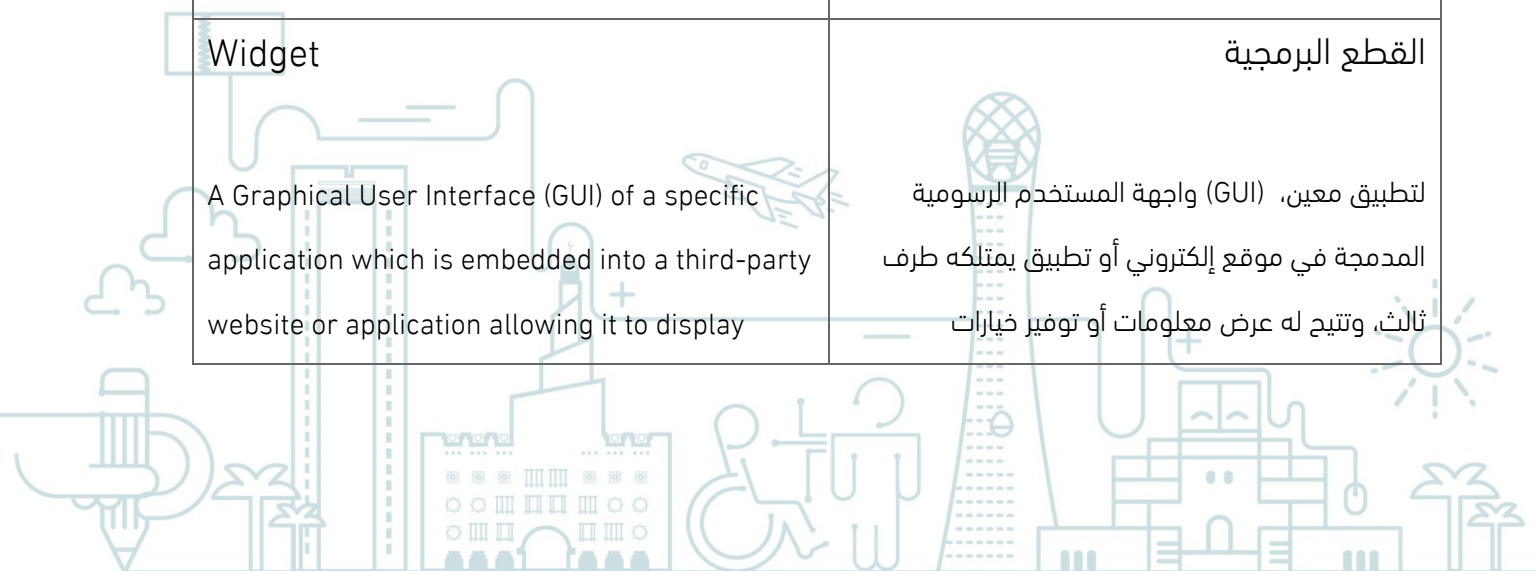 Widget
A Graphical User Interface (GUI) of a specific
application which is embedded into a third-party
website or application allowing it to display
القطع البرمجية
لتطبيق معين، (GUI) واجهة المستخدم الرسومية
المدمجة في موقع إلكتروني أو تطبيق يمتلكه طرف
ثالث، وتتيح له عرض معلومات أو توفير خيارات